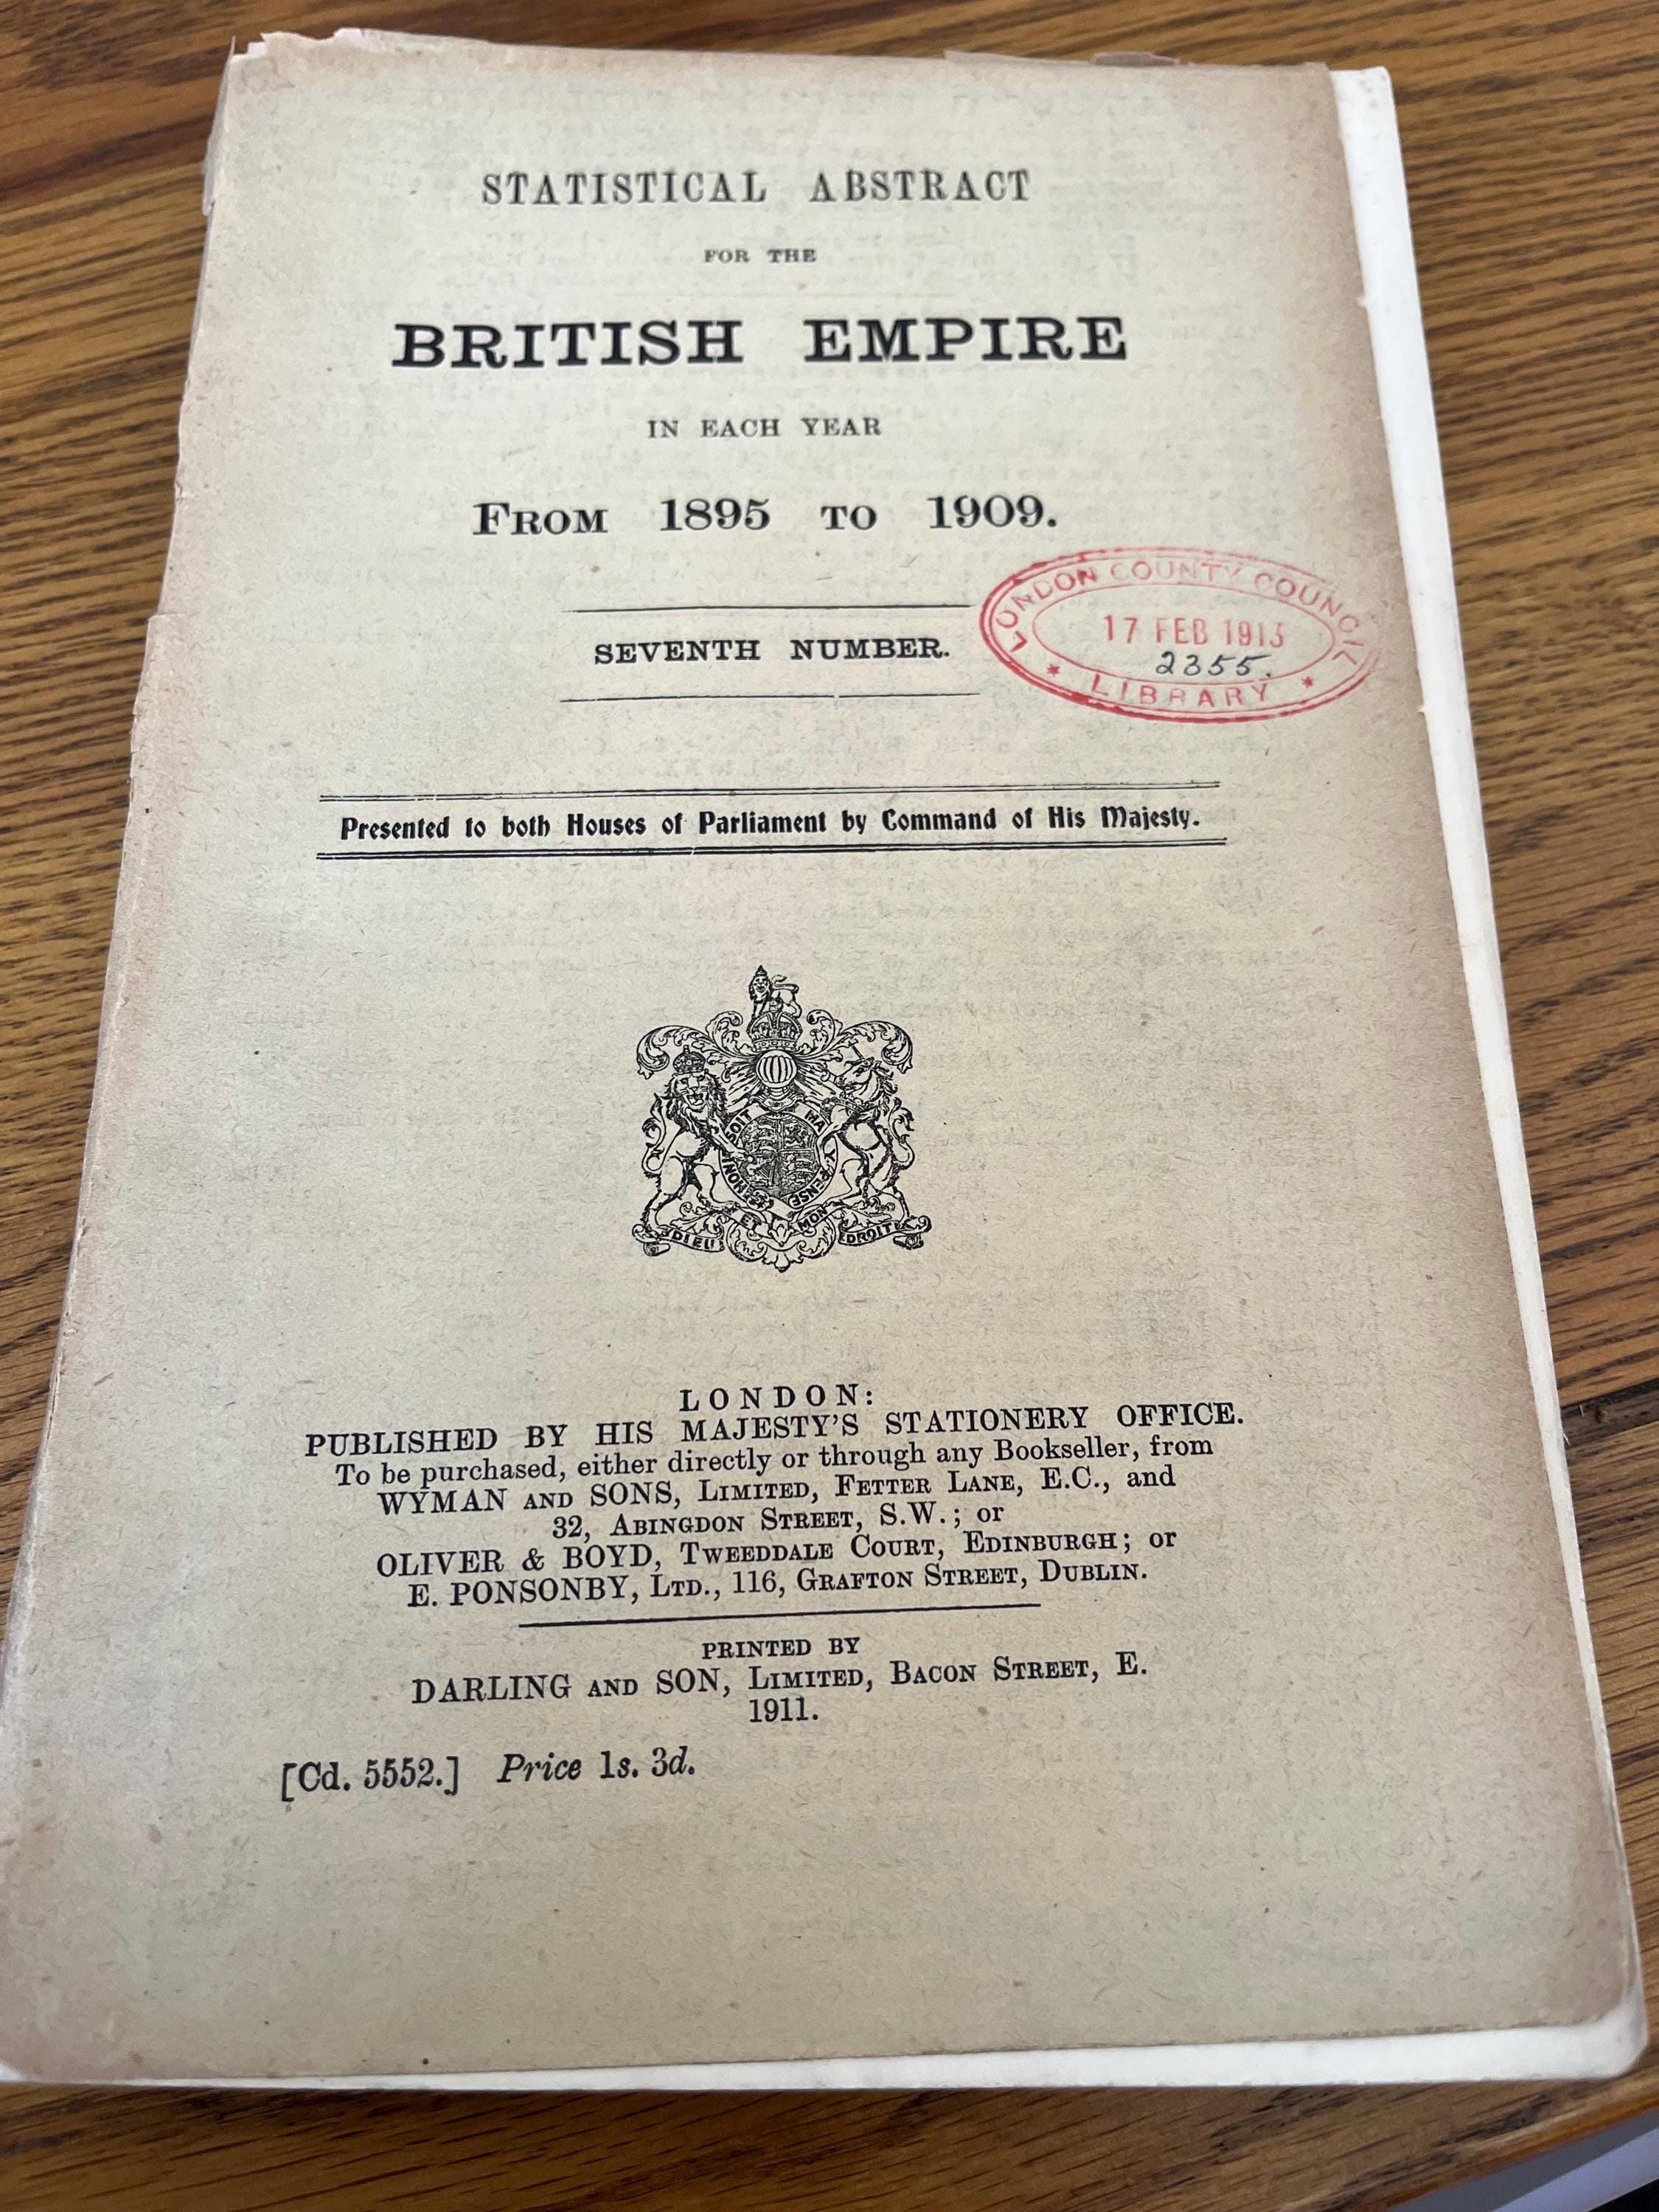 STATISTICAL ABSTRACT
FOR THE
BRITISH EMPIRE
IN EACH YEAR
FROM 1895 TO 1909.
SEVENTH NUMBER.
LONDON COUNTY COUNCIL
17 FEB 1913
2355.
* LIBRARY *
Presented to both Houses of Parliament by Command of His Majesty.
HONI SOIT MAL Y PENSE
DIEU ET MON DROIT
LONDON:
PUBLISHED BY HIS MAJESTY'S STATIONERY OFFICE.
To be purchased, either directly or through any Bookseller, from
WYMAN AND SONS, LIMITED, FETTER LANE, E.C., and
32, ABINGDON STREET, S.W.; or
OLIVER & BOYD, TWEEDDALE COURT, EDINBURGH; or
E. PONSONBY, LTD., 116, GRAFTON STREET, DUBLIN.
PRINTED BY
DARLING AND SON, LIMITED, BACON STREET, E.
1911.
[Cd. 5552.] Price 1s. 3d.